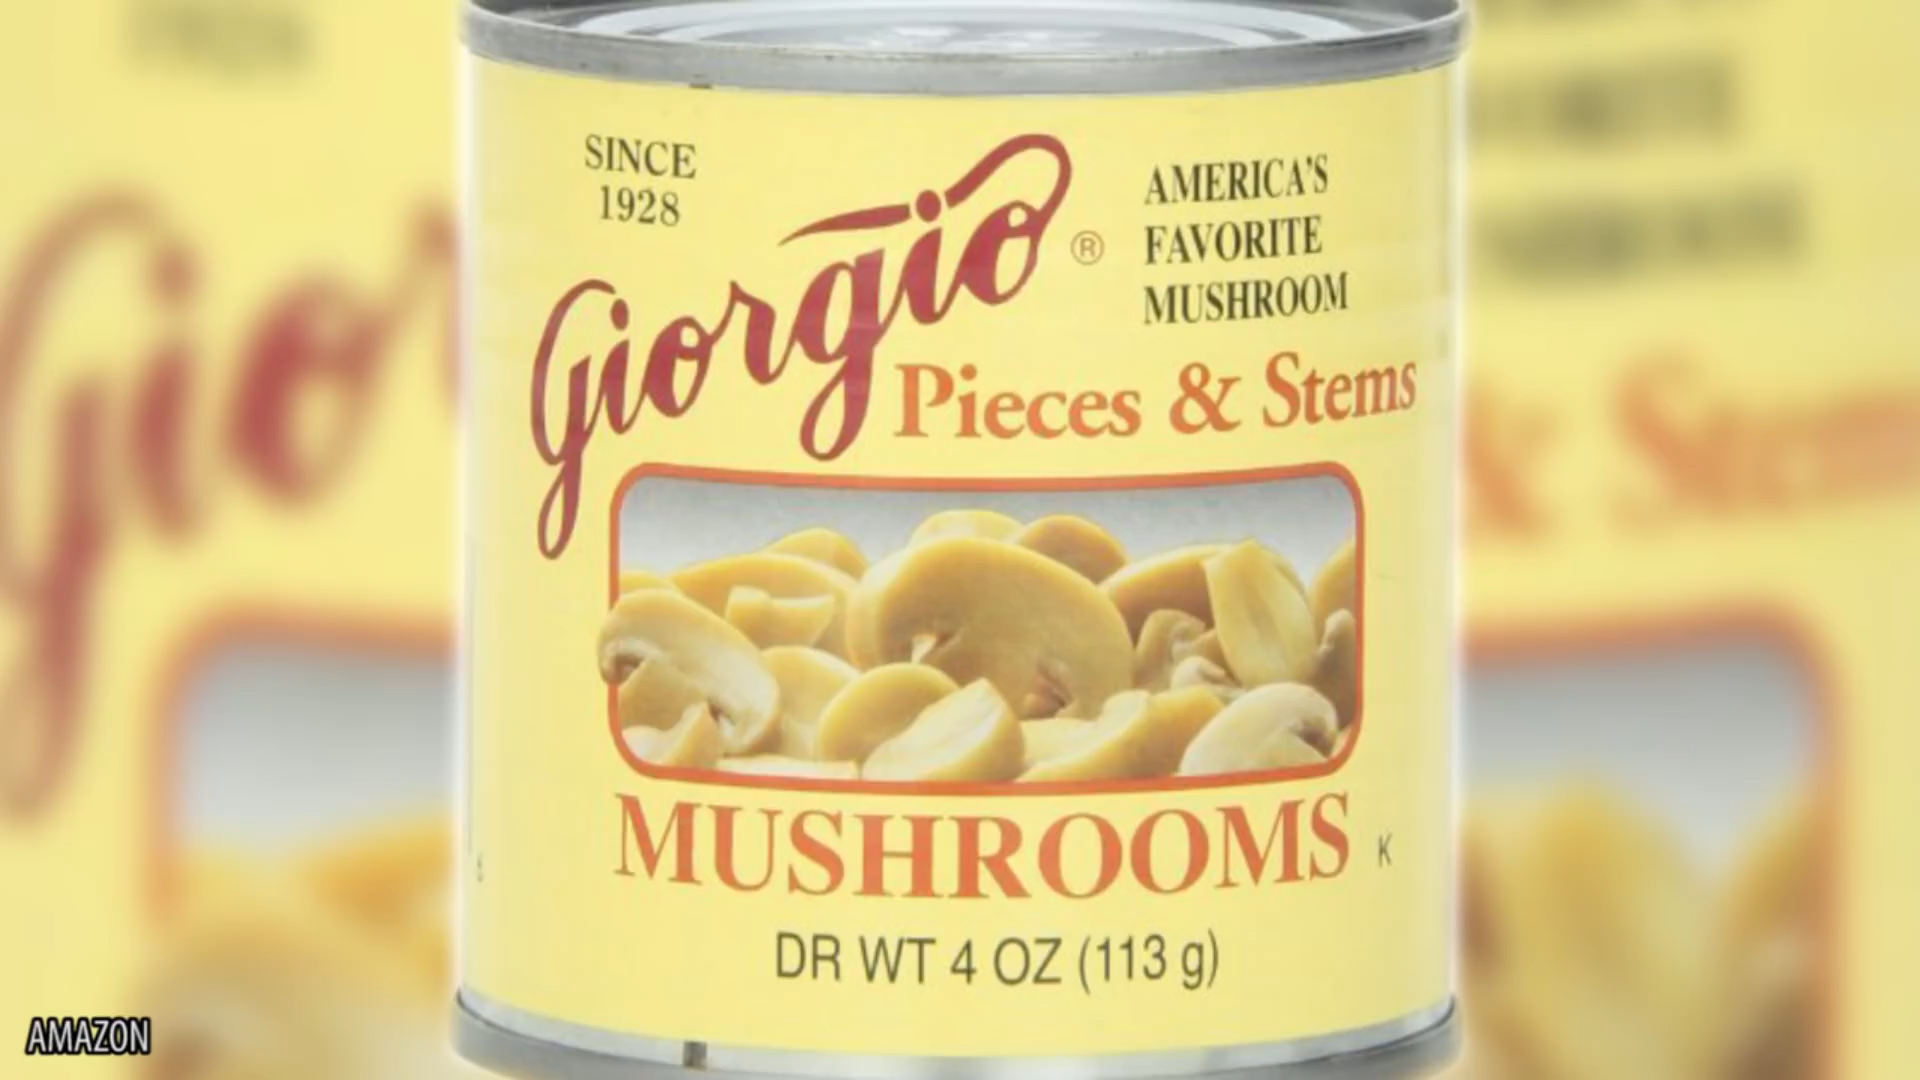 SINCE
1928
Giorgio®
AMERICA'S
FAVORITE
MUSHROOM
Pieces & Stems
MUSHROOMS K
DR WT 4 OZ (113 g)
AMAZON